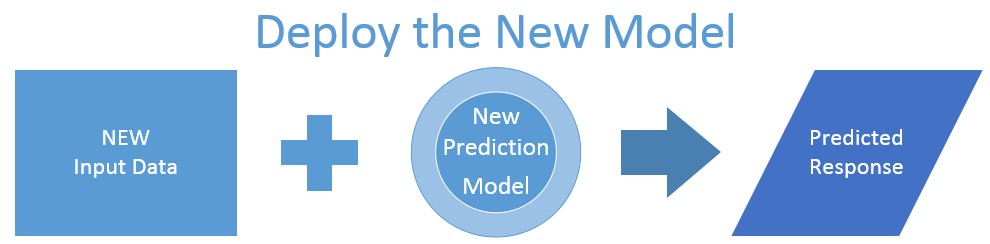 Deploy the New Model
NEW
Input Data
New
Prediction
Model
Predicted
Response